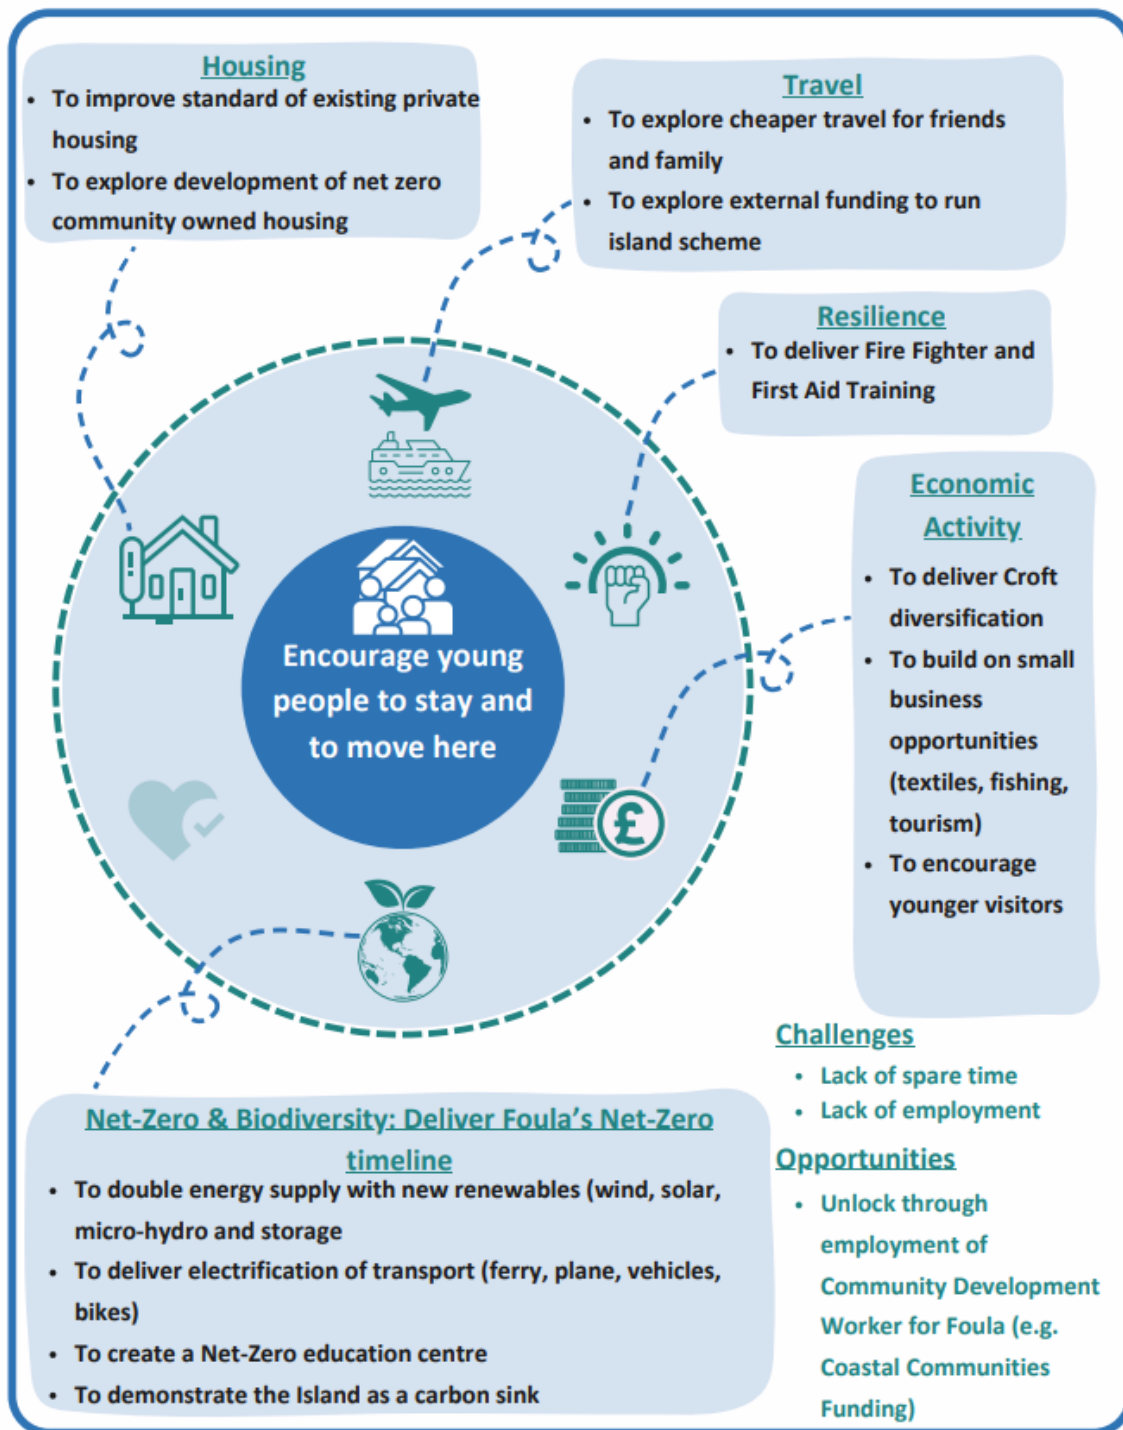 Housing
• To improve standard of existing private
housing
• To explore development of net zero
community owned housing
Travel
• To explore cheaper travel for friends
and family
• To explore external funding to run
island scheme
Resilience
• To deliver Fire Fighter and
First Aid Training
Economic
Activity
• To deliver Croft
diversification
• To build on small
business
opportunities
(textiles, fishing,
tourism)
• To encourage
younger visitors
Encourage young
people to stay and
to move here
£
Net-Zero & Biodiversity: Deliver Foula's Net-Zero
timeline
• To double energy supply with new renewables (wind, solar,
micro-hydro and storage
• To deliver electrification of transport (ferry, plane, vehicles,
bikes)
• To create a Net-Zero education centre
• To demonstrate the Island as a carbon sink
Challenges
• Lack of spare time
• Lack of employment
Opportunities
• Unlock through
employment of
Community Development
Worker for Foula (e.g.
Coastal Communities
Funding)